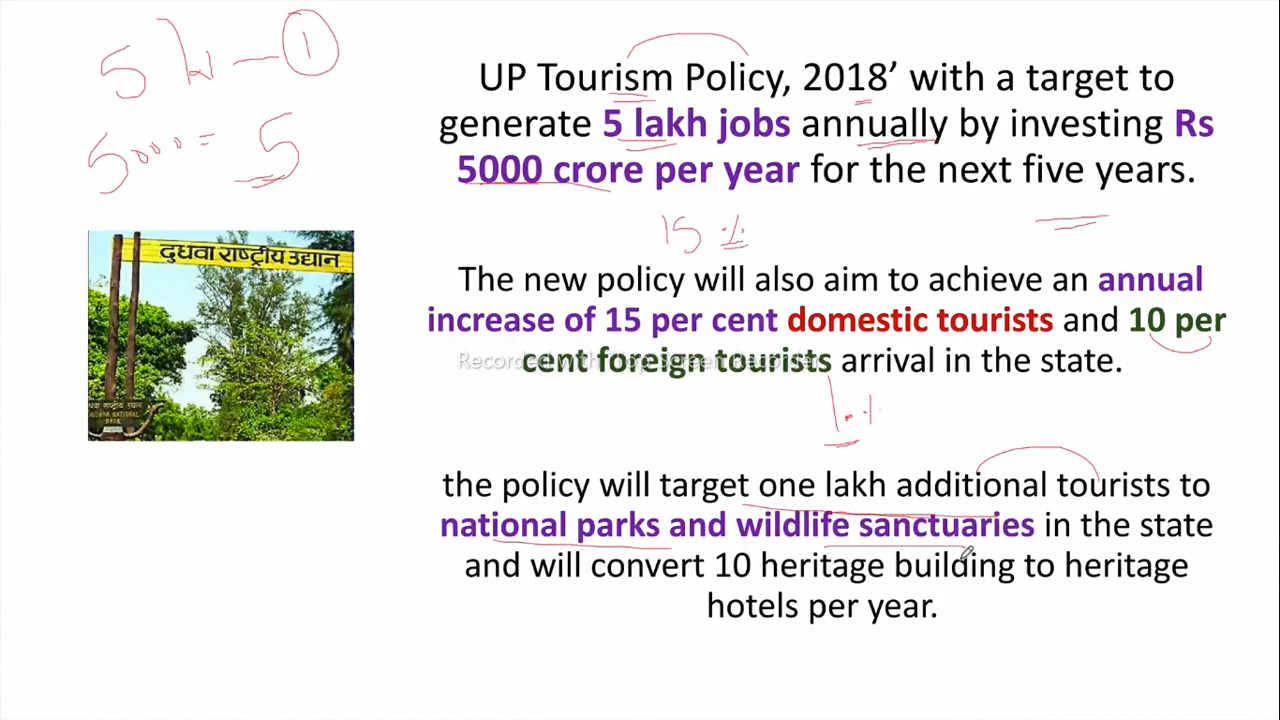 5 ल - 1
5000 = 5
UP Tourism Policy, 2018’ with a target to
generate 5 lakh jobs annually by investing Rs
5000 crore per year for the next five years.
15 %
दुधवा राष्ट्रीय उद्यान
The new policy will also aim to achieve an annual
increase of 15 per cent domestic tourists and 10 per
cent foreign tourists arrival in the state.
10 %
the policy will target one lakh additional tourists to
national parks and wildlife sanctuaries in the state
and will convert 10 heritage building to heritage
hotels per year.